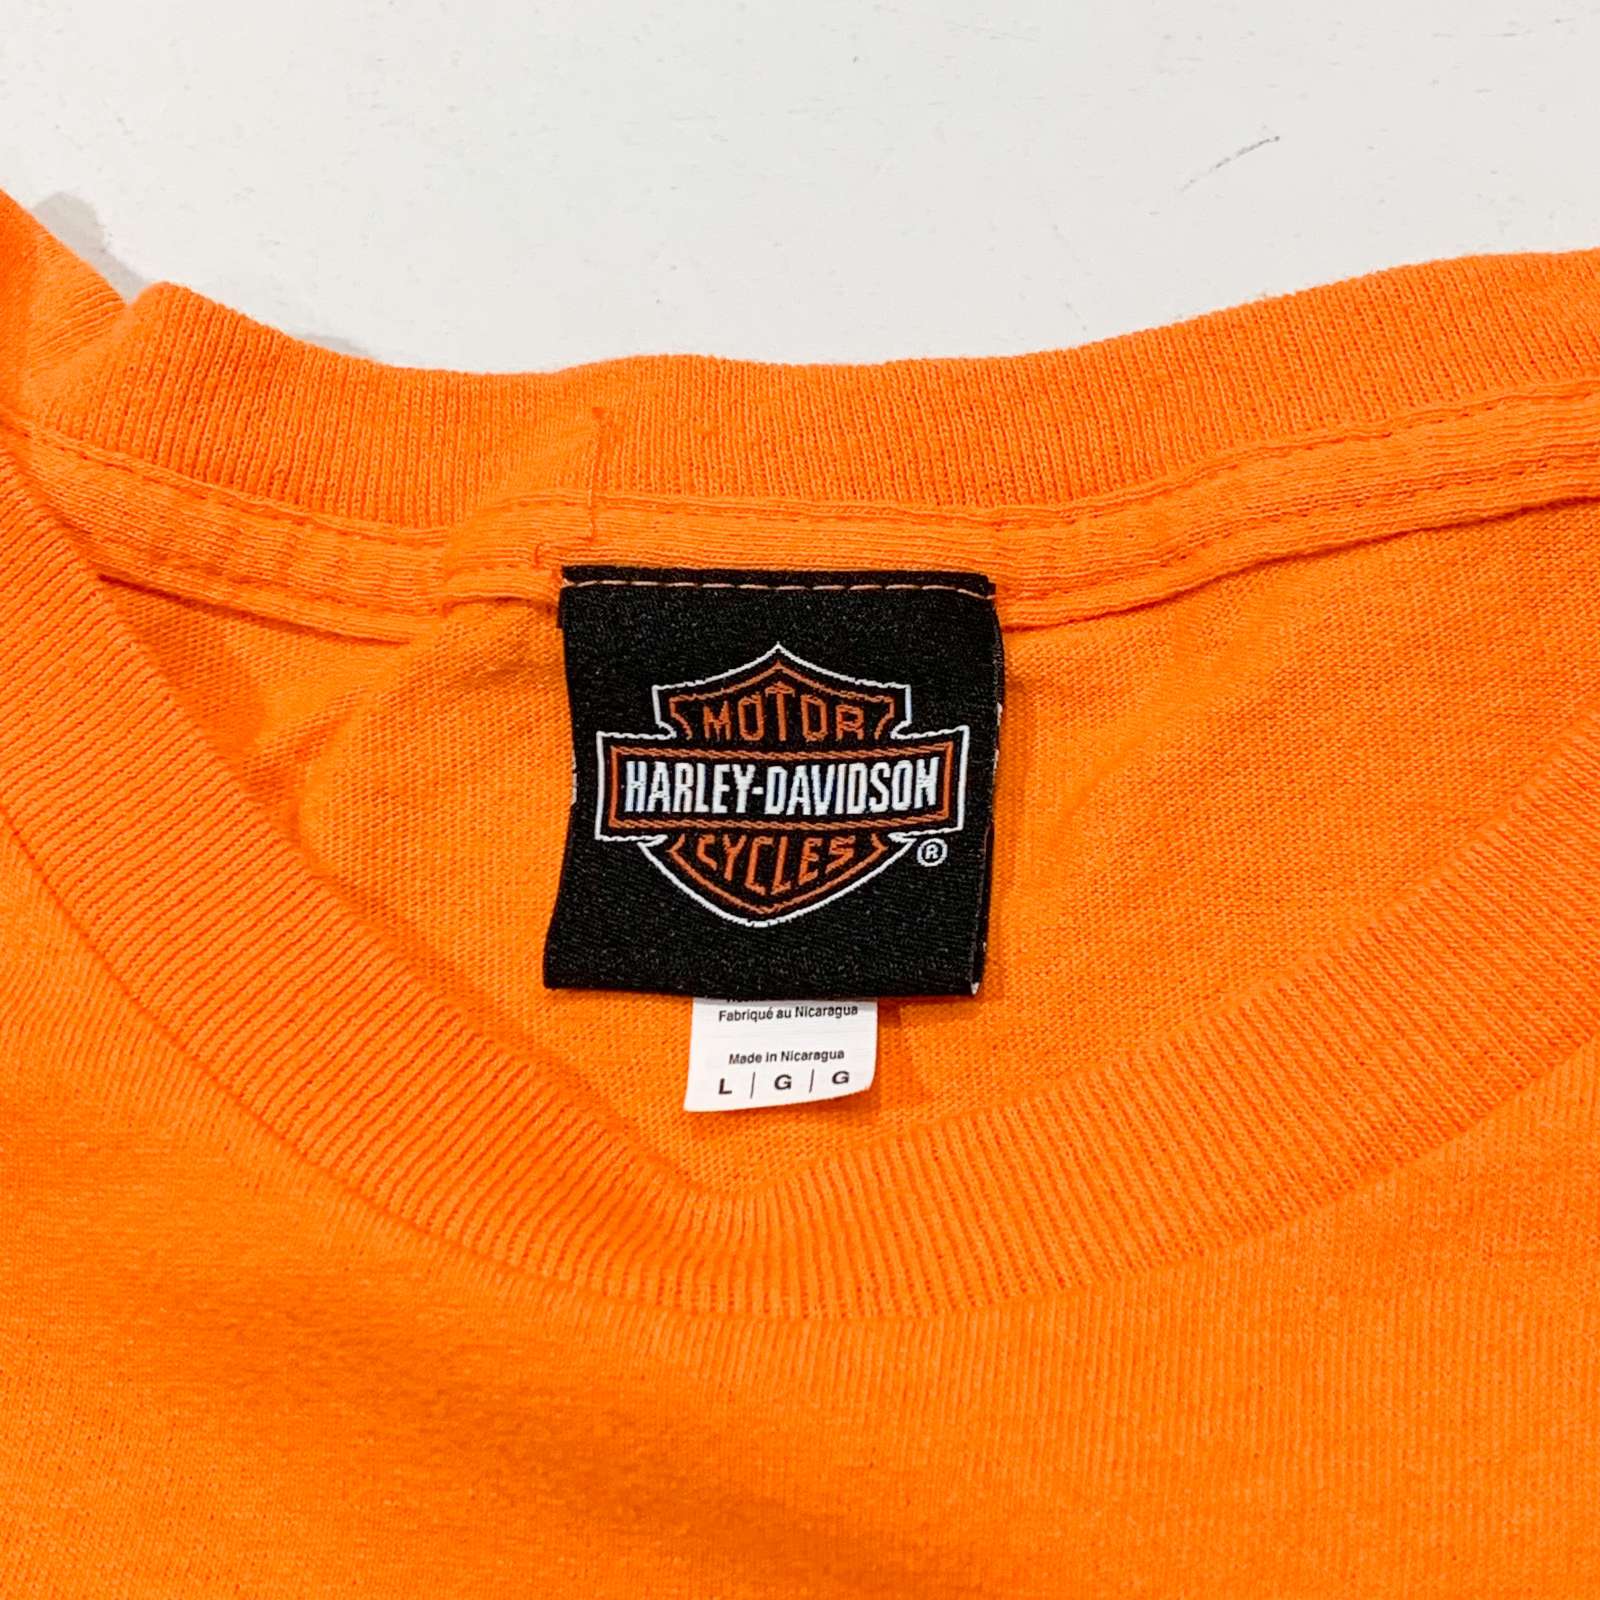 MOTOR
HARLEY-DAVIDSON
CYCLES
®
Fabriqué au Nicaragua
Made in Nicaragua
L | G | G